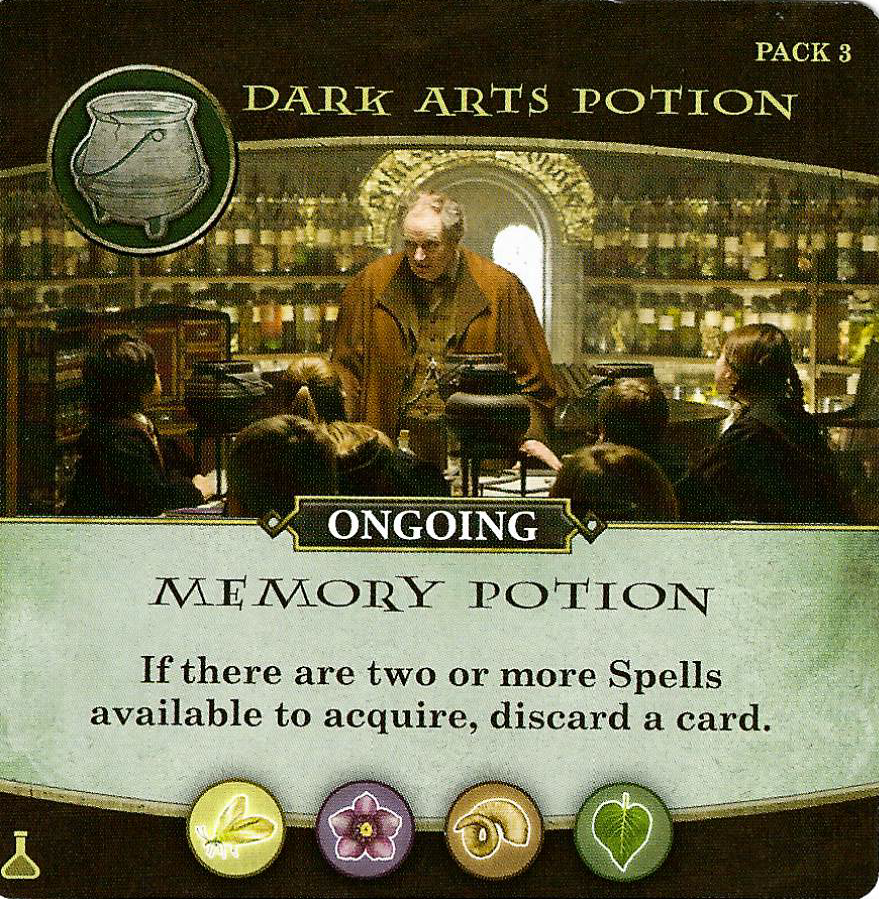 PACK 3
DARK ARTS POTION
ONGOING
MEMORY POTION
If there are two or more Spells
available to acquire, discard a card.